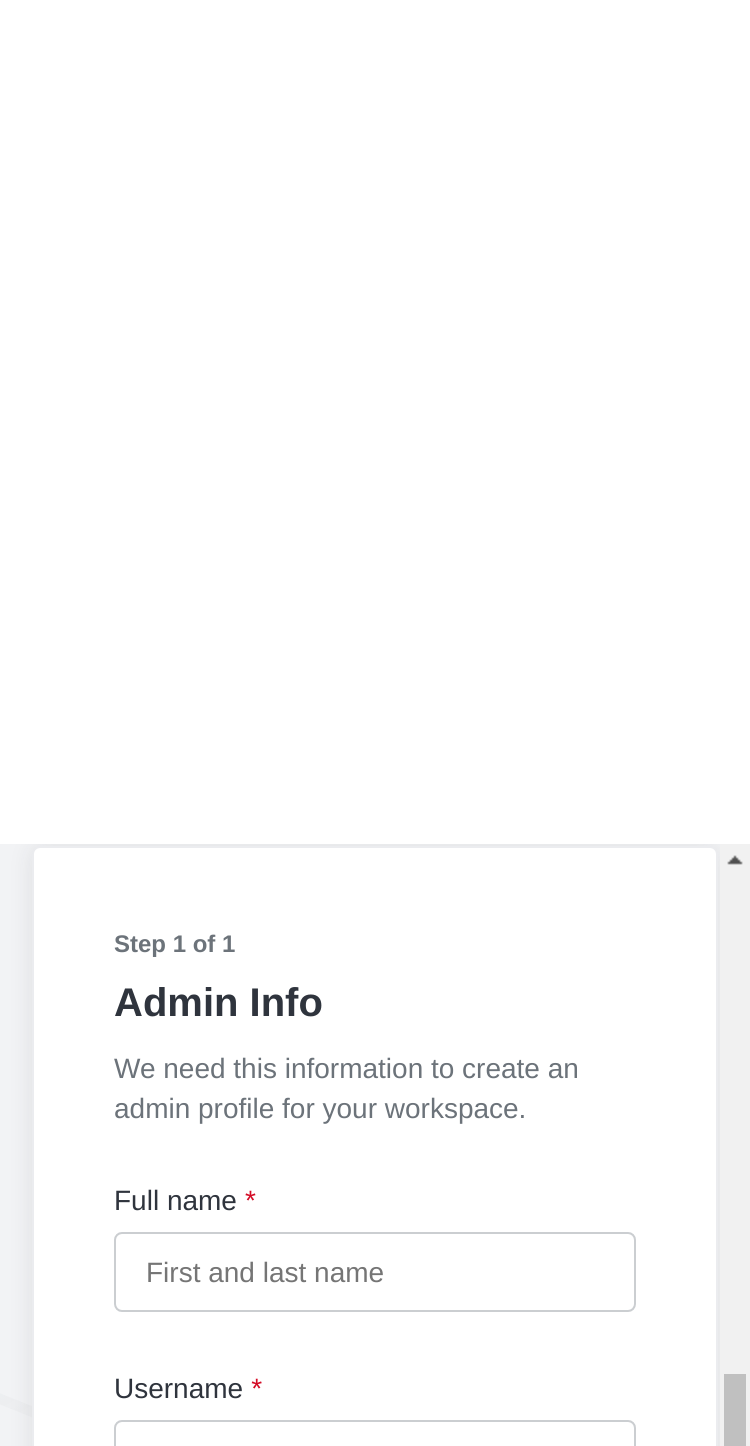 Step 1 of 1
Admin Info
We need this information to create an
admin profile for your workspace.
Full name *
First and last name
Username *